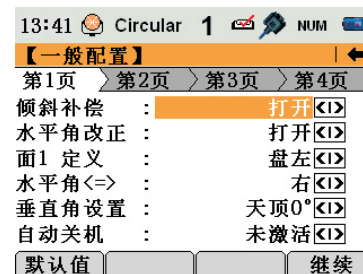 13:41 Circular 1 NUM
【一般配置】
第1页 第2页 第3页 第4页
倾斜补偿 : 打开
水平角改正 : 打开
面1 定义 : 盘左
水平角<=> : 右
垂直角设置 : 天顶0°
自动关机 : 未激活
默认值 继续